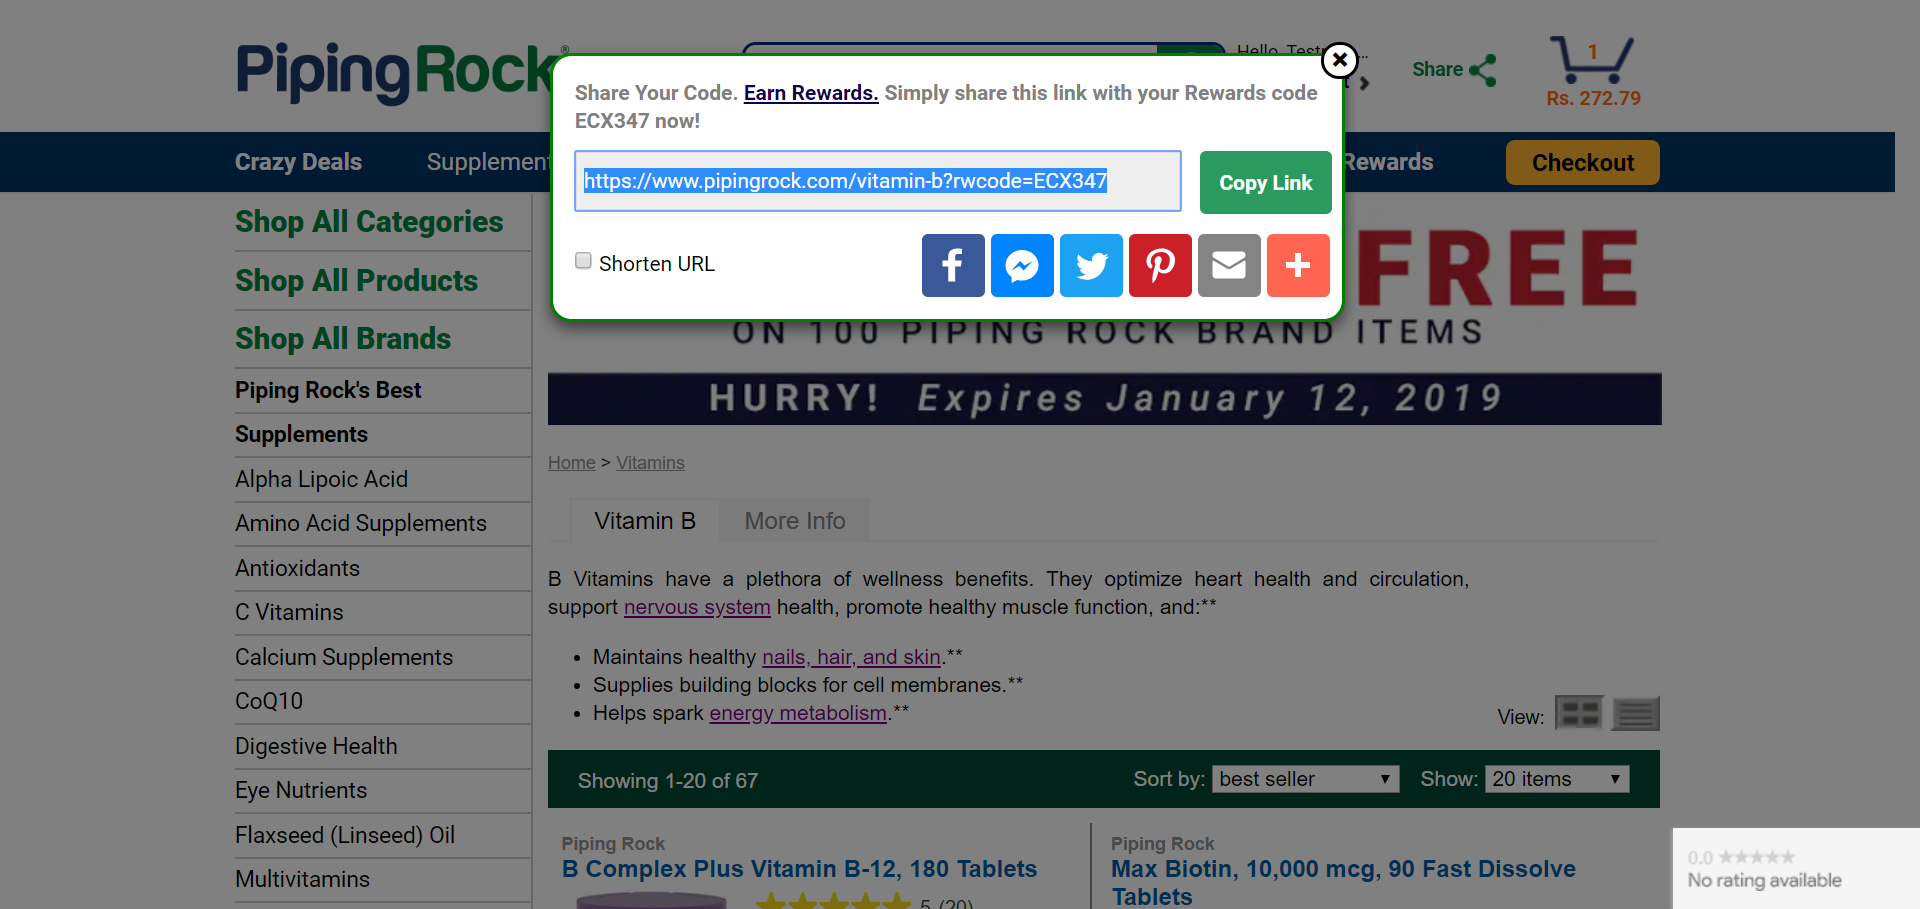 PipingRock®
Hello, Test
Share
1
Rs. 272.79
Share Your Code. Earn Rewards. Simply share this link with your Rewards code
ECX347 now!
https://www.pipingrock.com/vitamin-b?rwcode=ECX347
Copy Link
Shorten URL
Crazy Deals
Supplement
Rewards
Checkout
Shop All Categories
Shop All Products
Shop All Brands
Piping Rock's Best
Supplements
Alpha Lipoic Acid
Amino Acid Supplements
Antioxidants
C Vitamins
Calcium Supplements
CoQ10
Digestive Health
Eye Nutrients
Flaxseed (Linseed) Oil
Multivitamins
FREE
ON 100 PIPING ROCK BRAND ITEMS
HURRY! Expires January 12, 2019
Home > Vitamins
Vitamin B
More Info
B Vitamins have a plethora of wellness benefits. They optimize heart health and circulation,
support nervous system health, promote healthy muscle function, and:**
• Maintains healthy nails, hair, and skin.**
• Supplies building blocks for cell membranes.**
• Helps spark energy metabolism.**
View:
Showing 1-20 of 67
Sort by: best seller
Show: 20 items
Piping Rock
B Complex Plus Vitamin B-12, 180 Tablets
5 (20)
Piping Rock
Max Biotin, 10,000 mcg, 90 Fast Dissolve
Tablets
0.0 ★★★★★
No rating available